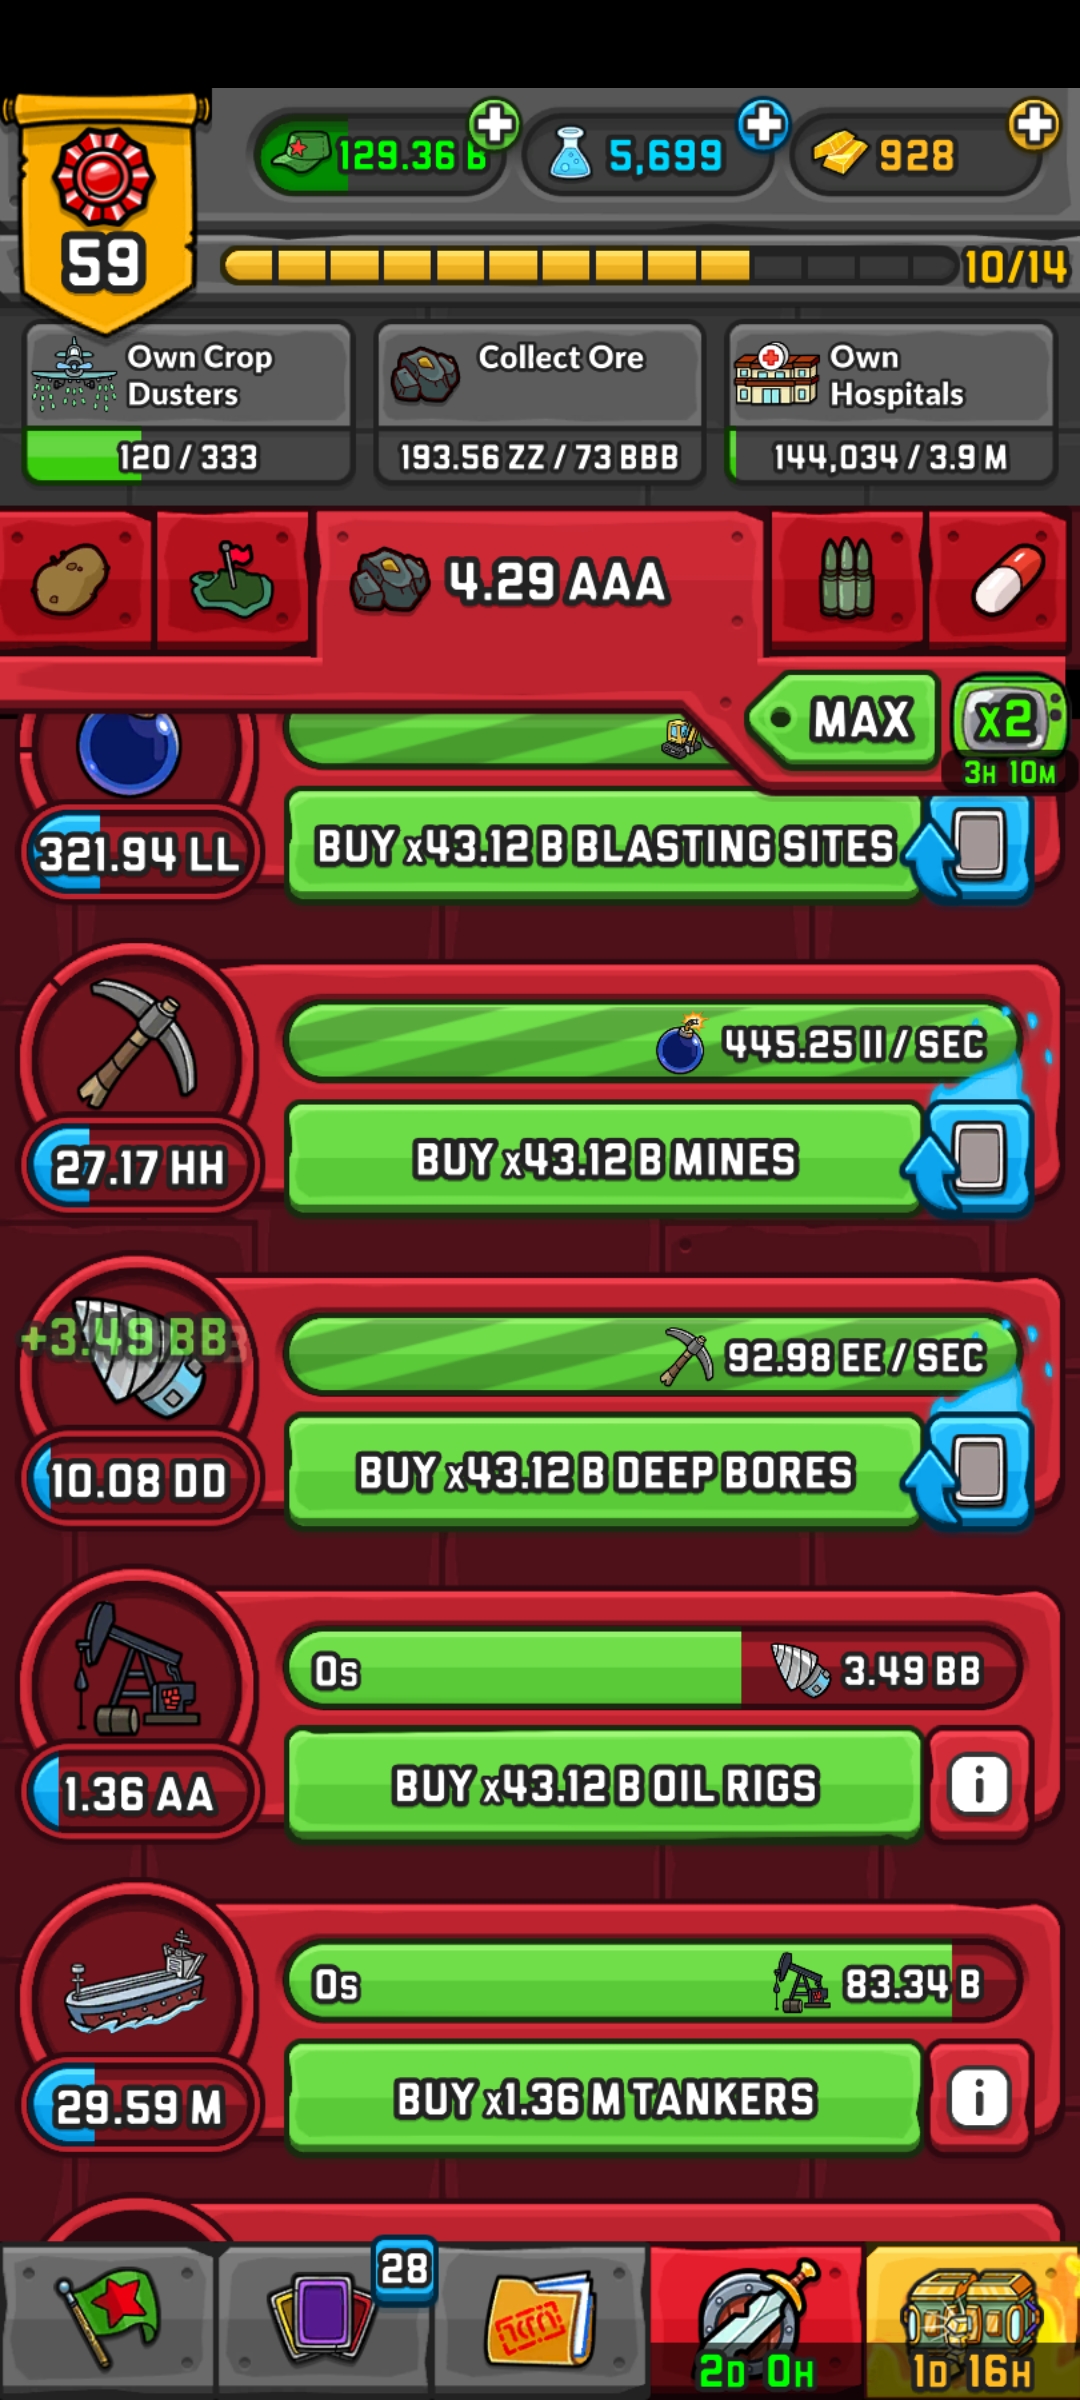 129.36 B
5,699
928
59
10/14
Own Crop
Dusters
120 / 333
Collect Ore
193.56 ZZ / 73 BBB
Own
Hospitals
144,034 / 3.9 M
4.29 AAA
MAX
x2
3H 10M
321.94 LL
BUY x43.12 B BLASTING SITES
445.25 II / SEC
27.17 HH
BUY x43.12 B MINES
+3.49 BB
92.98 EE / SEC
10.08 DD
BUY x43.12 B DEEP BORES
0s
3.49 BB
1.36 AA
BUY x43.12 B OIL RIGS
i
0s
83.34 B
29.59 M
BUY x1.36 M TANKERS
i
28
2D 0H
1D 16H